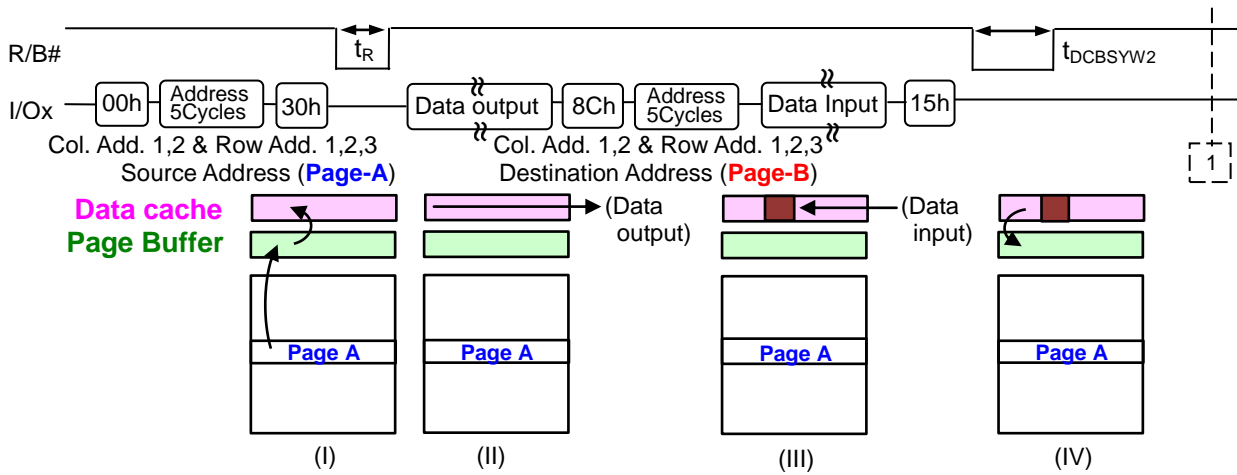 R/B#
tR
tDCBSYW2
I/Ox
00h
Address
5Cycles
30h
Data output
8Ch
Address
5Cycles
Data Input
15h
Col. Add. 1,2 & Row Add. 1,2,3
Source Address (Page-A)
Col. Add. 1,2 & Row Add. 1,2,3
Destination Address (Page-B)
1
Data cache
Page Buffer
(Data
output)
(Data
input)
Page A
Page A
Page A
Page A
(I)
(II)
(III)
(IV)